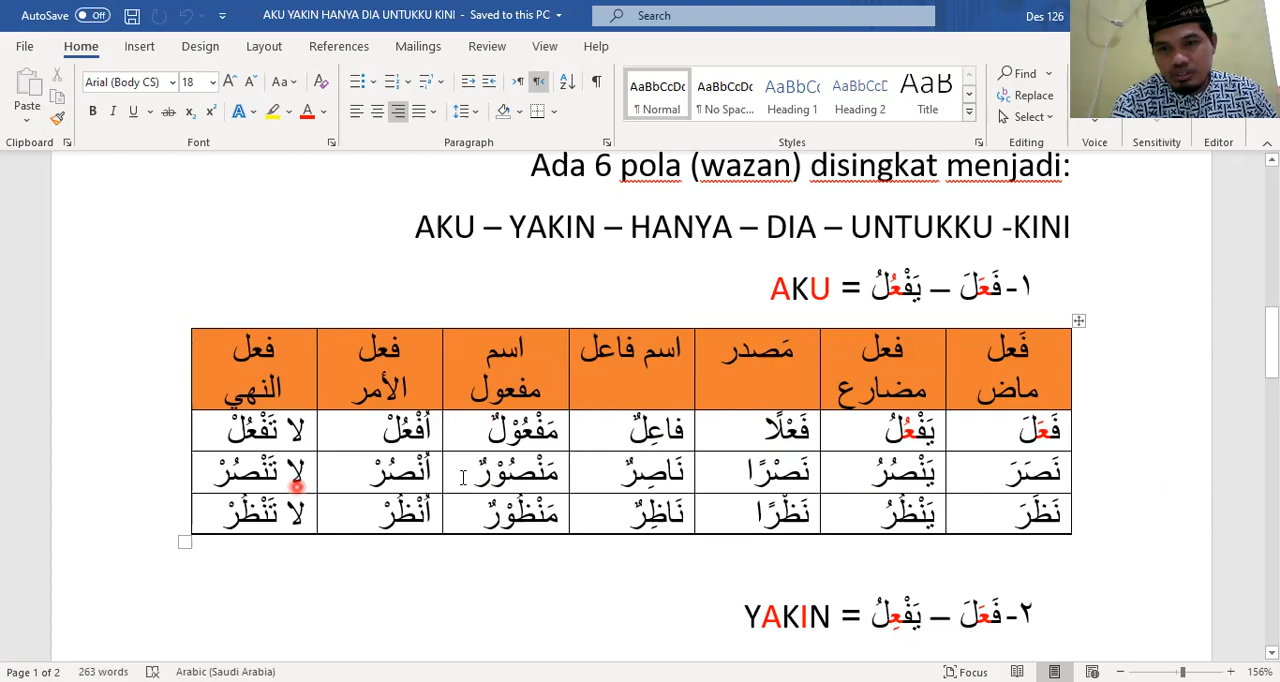 AutoSave Off AKU YAKIN HANYA DIA UNTUKKU KINI - Saved to this PC Search Des 126
File Home Insert Design Layout References Mailings Review View Help
Paste Arial (Body CS) 18 Aa AaBbCcDc AaBbCcDc AaBbCc AaBbCcD AaB Find
Normal No Spac... Heading 1 Heading 2 Title Replace
Select
Clipboard Font Paragraph Styles Editing Voice Sensitivity Editor
Ada 6 pola (wazan) disingkat menjadi:
AKU – YAKIN – HANYA – DIA – UNTUKKU -KINI
١- فَعَلَ – يَفْعُلُ = AKU
فَعل ماض فعل مضارع مَصدر اسم فاعل اسم مفعول فعل الأمر فعل النهي
فَعَلَ يَفْعُلُ فَعْلًا فاعِلٌ مَفْعُوْلٌ اُفْعُلْ لا تَفْعُلْ
نَصَرَ يَنْصُرُ نَصْرًا نَاصِرٌ مَنْصُوْرٌ اُنْصُرْ لا تَنْصُرْ
نَظَرَ يَنْظُرُ نَظْرًا نَاظِرٌ مَنْظُوْرٌ اُنْظُرْ لا تَنْظُرْ
٢- فَعَلَ – يَفْعِلُ = YAKIN
Page 1 of 2 263 words Arabic (Saudi Arabia) Focus 156%